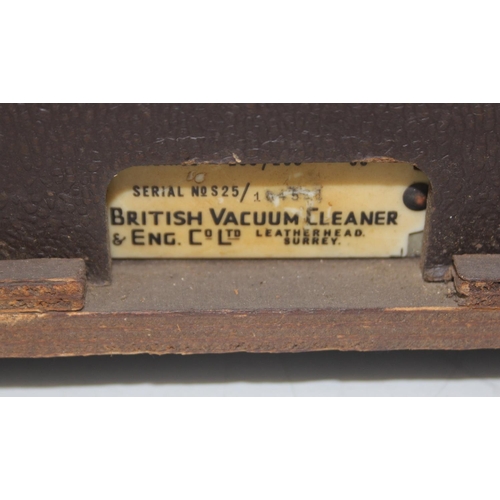 SERIAL No S25/
BRITISH VACUUM CLEANER
& ENG. Co LTD LEATHERHEAD.
SURREY.